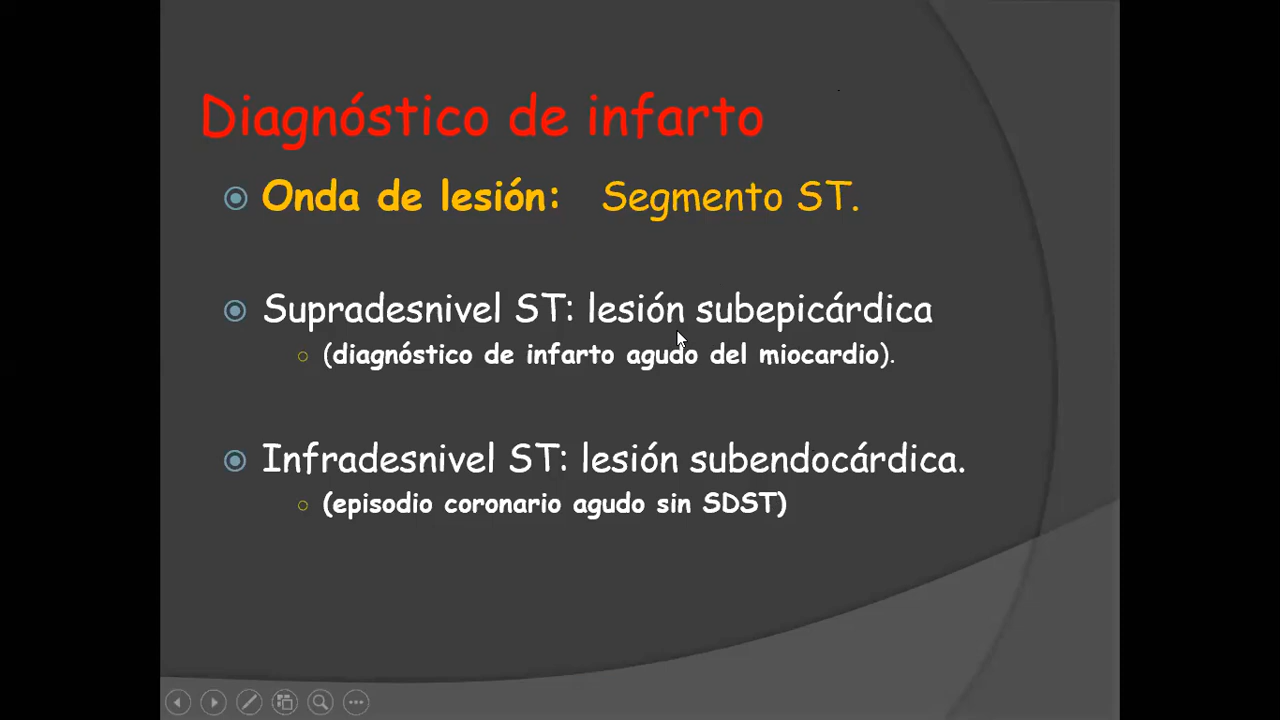 Diagnóstico de infarto
Onda de lesión: Segmento ST.
Supradesnivel ST: lesión subepicárdica
(diagnóstico de infarto agudo del miocardio).
Infradesnivel ST: lesión subendocárdica.
(episodio coronario agudo sin SDST)